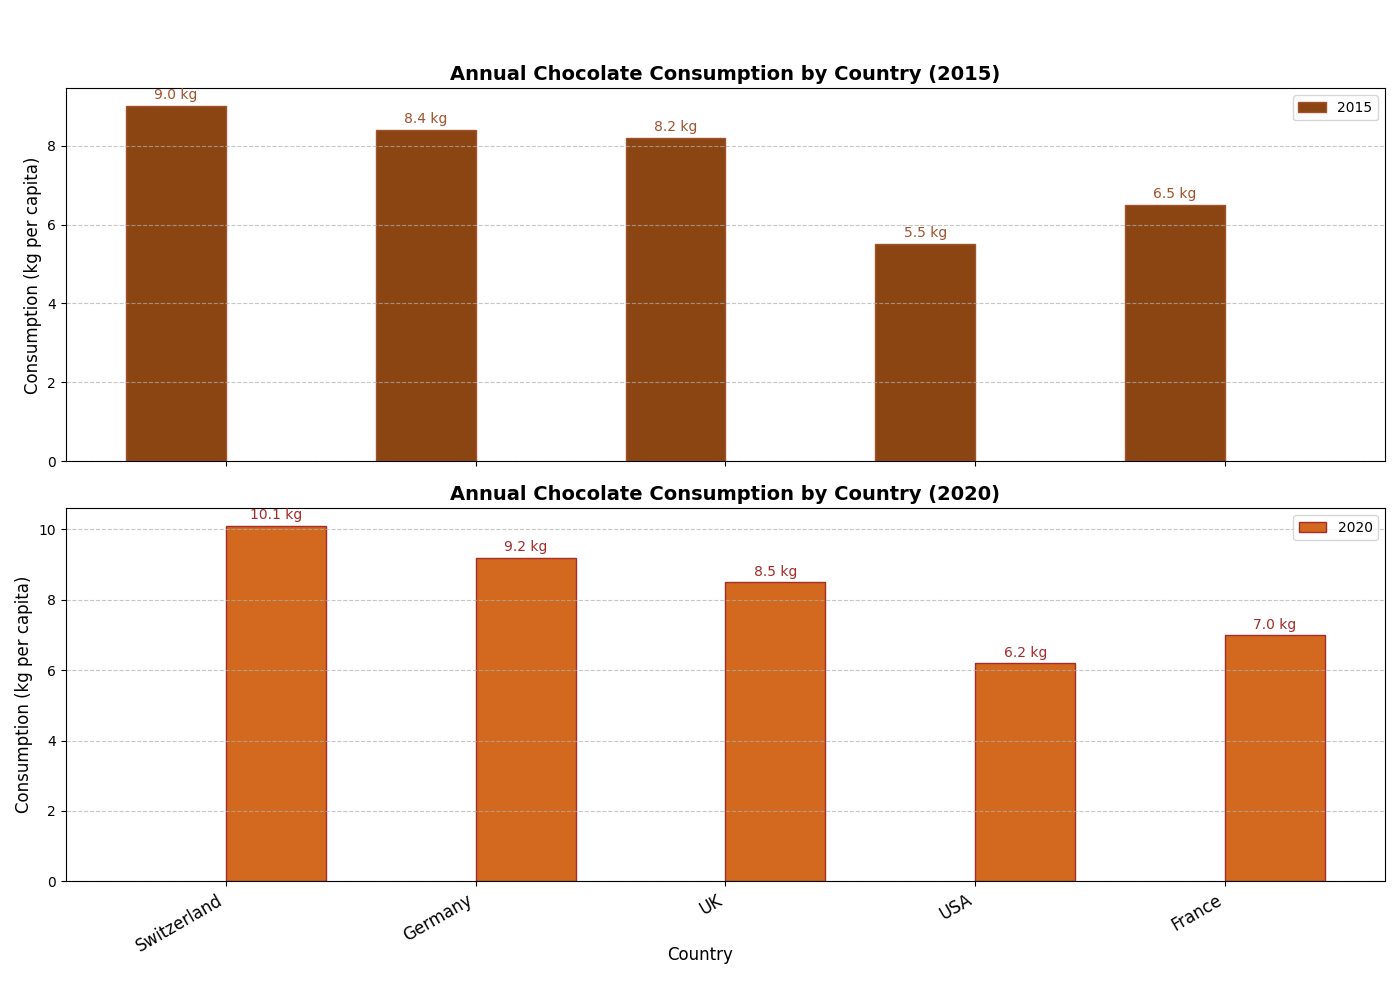 Annual Chocolate Consumption by Country (2015)
9.0 kg
8.4 kg
8.2 kg
5.5 kg
6.5 kg
2015
Consumption (kg per capita)
8
6
4
2
0
Annual Chocolate Consumption by Country (2020)
10.1 kg
9.2 kg
8.5 kg
6.2 kg
7.0 kg
2020
Consumption (kg per capita)
10
8
6
4
2
0
Switzerland
Germany
UK
USA
France
Country